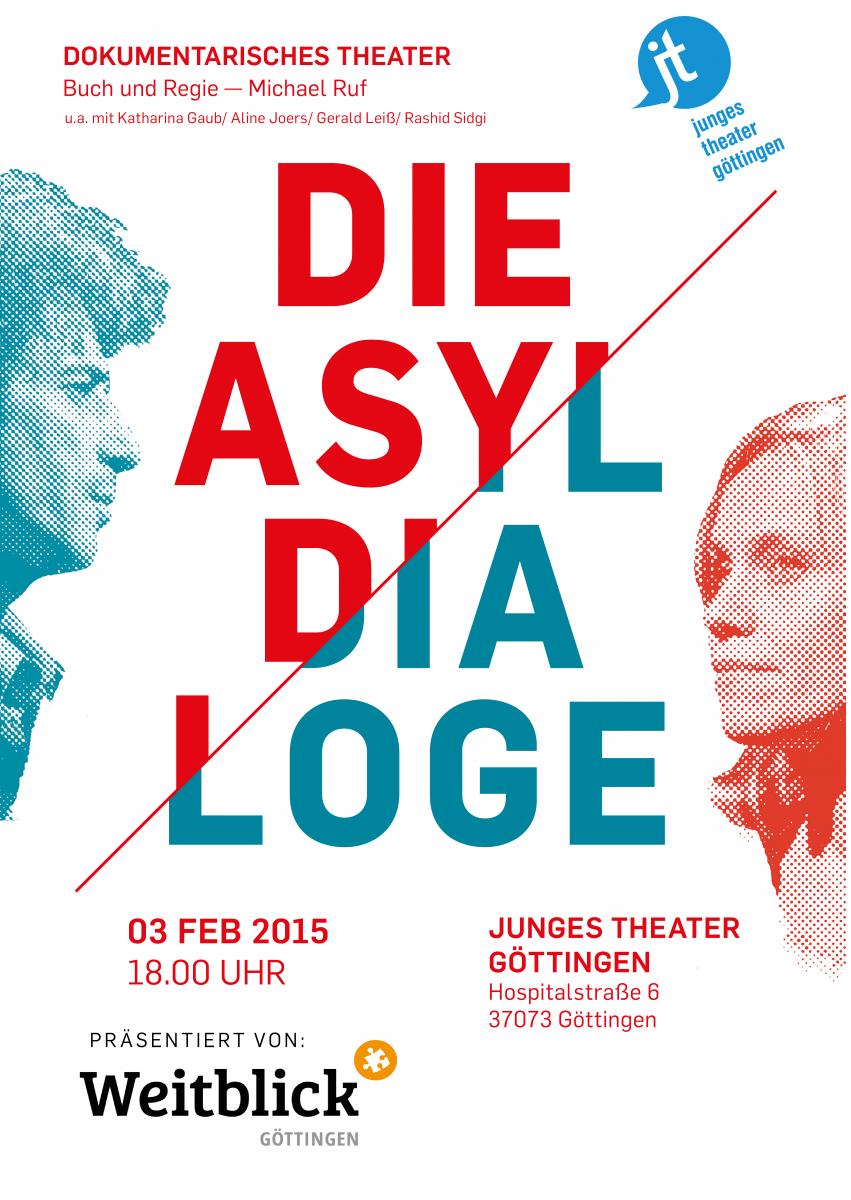 DOKUMENTARISCHES THEATER
Buch und Regie — Michael Ruf
u.a. mit Katharina Gaub/ Aline Joers/ Gerald Leiß/ Rashid Sidgi
jt
junges
theater
göttingen
DIE
ASYL
DIA
LOGE
03 FEB 2015
18.00 UHR
JUNGES THEATER
GÖTTINGEN
Hospitalstraße 6
37073 Göttingen
PRÄSENTIERT VON:
Weitblick
GÖTTINGEN